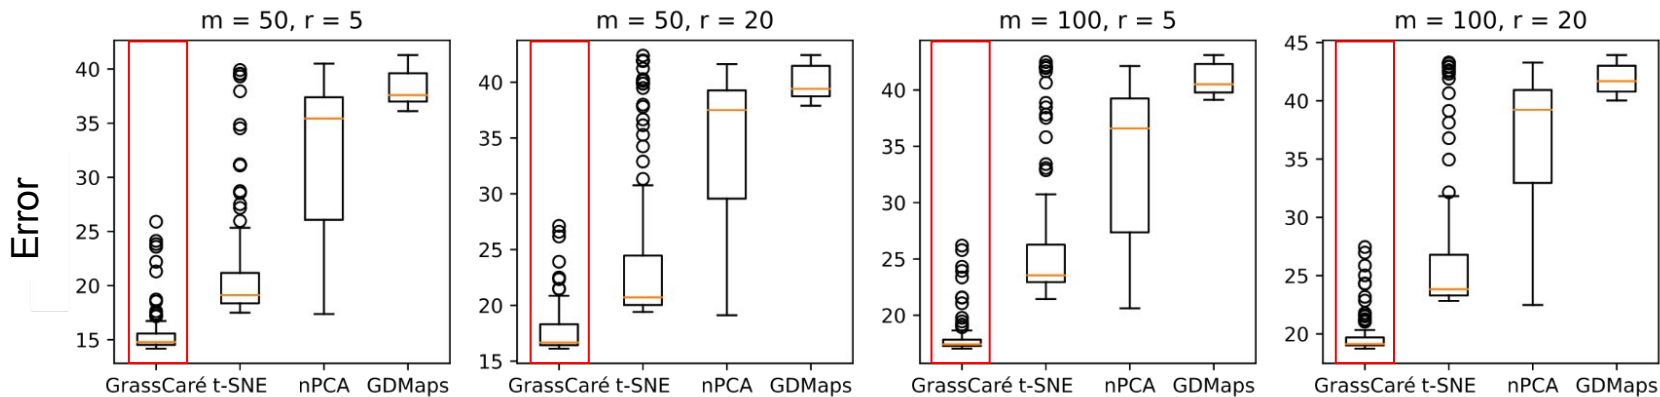 m = 50, r = 5
m = 50, r = 20
m = 100, r = 5
m = 100, r = 20
Error
40
35
30
25
20
15
GrassCaré t-SNE nPCA GDMaps
40
35
30
25
20
15
GrassCaré t-SNE nPCA GDMaps
40
35
30
25
20
GrassCaré t-SNE nPCA GDMaps
45
40
35
30
25
20
GrassCaré t-SNE nPCA GDMaps